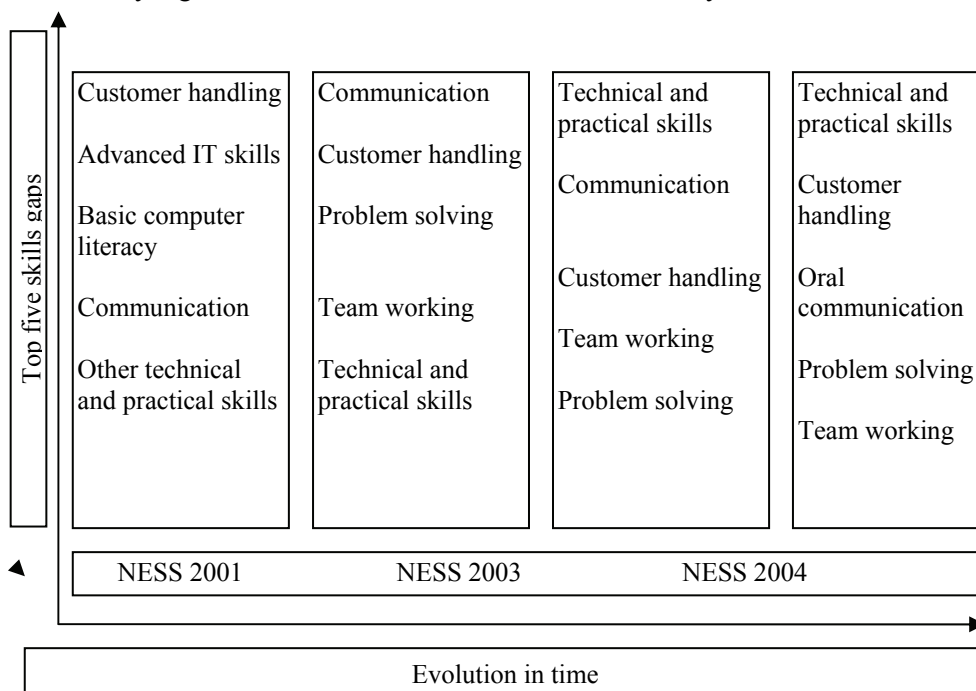 Top five skills gaps
Customer handling
Advanced IT skills
Basic computer
literacy
Communication
Other technical
and practical skills
Communication
Customer handling
Problem solving
Team working
Technical and
practical skills
Technical and
practical skills
Communication
Customer handling
Team working
Problem solving
Technical and
practical skills
Customer
handling
Oral
communication
Problem solving
Team working
NESS 2001 NESS 2003 NESS 2004
Evolution in time